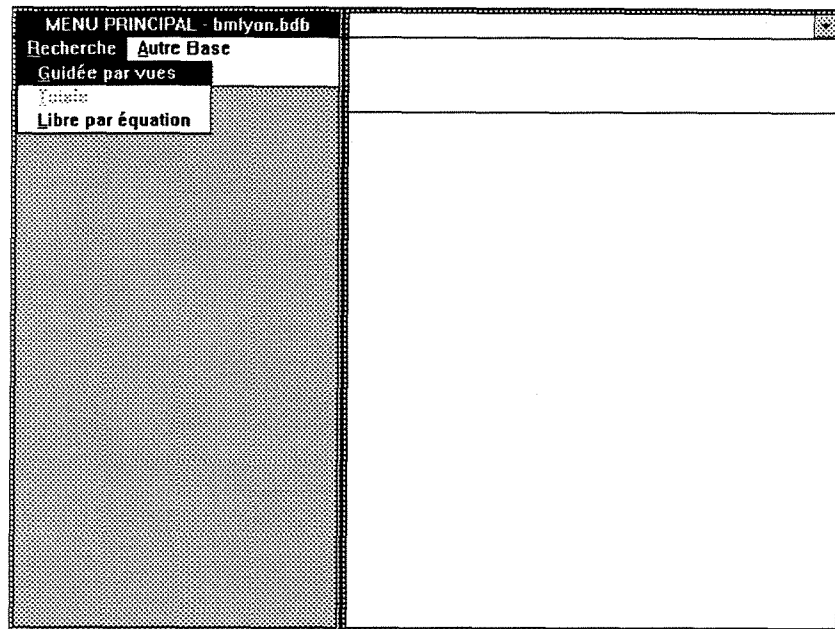 MENU PRINCIPAL - bmlyon.bdb
Recherche Autre Base
Guidée par vues
Libre par équation